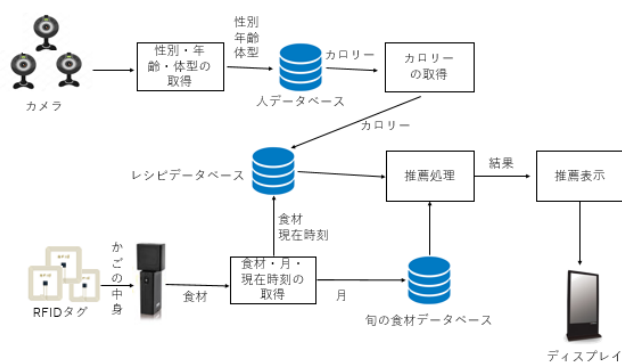 性別
年齢
体型
性別・年
齢・体型の
取得
カロリー
カロリー
の取得
カメラ
人データベース
カロリー
レシピデータベース
推薦処理
結果
推薦表示
食材
現在時刻
かごの中身
食材
食材・月・
現在時刻の
取得
月
RFIDタグ
旬の食材データベース
ディスプレイ